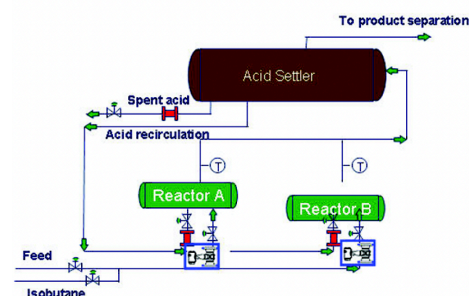 To product separation
Acid Settler
Spent acid
Acid recirculation
T
T
Reactor A
Reactor B
Feed
Isobutane